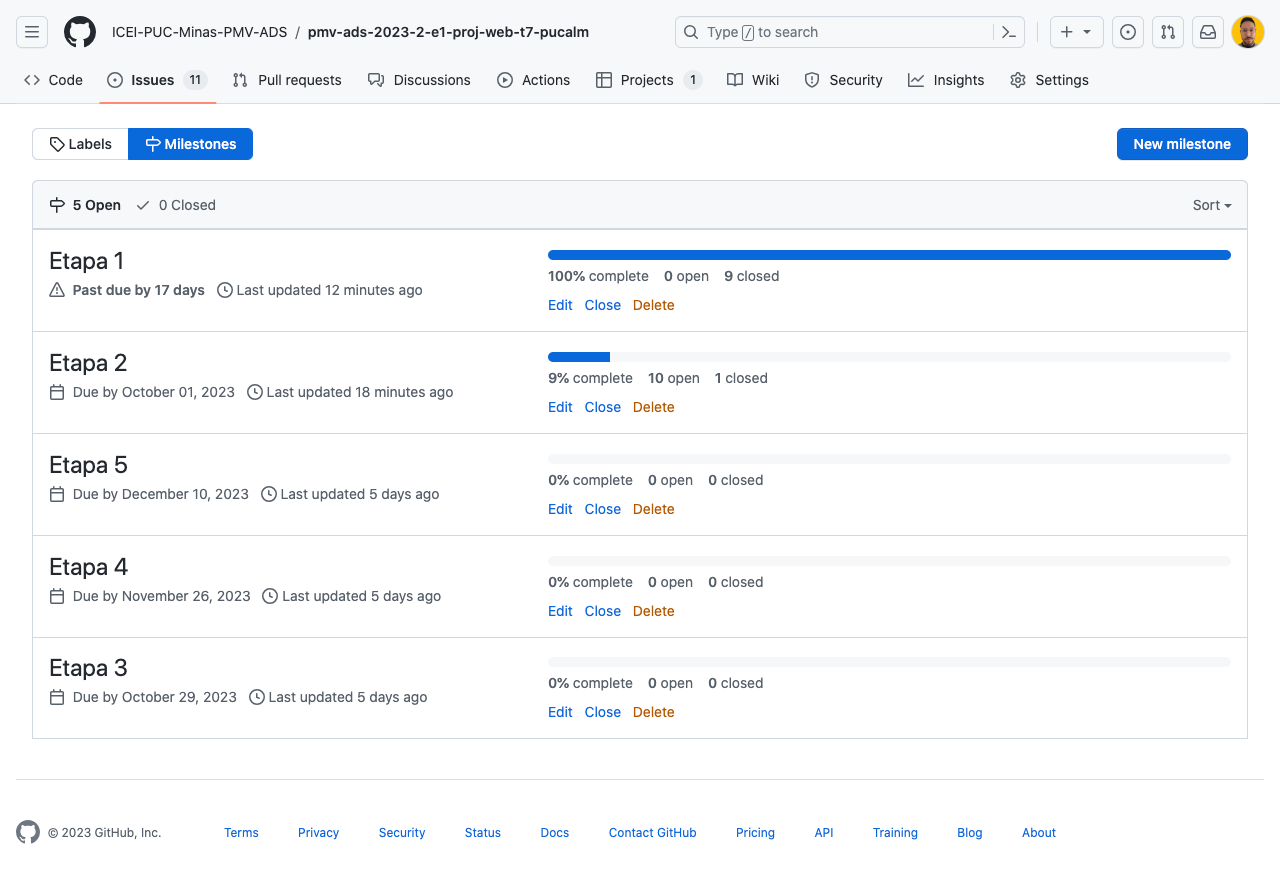 ICEI-PUC-Minas-PMV-ADS / pmv-ads-2023-2-e1-proj-web-t7-pucalm
Type / to search
Code Issues 11 Pull requests Discussions Actions Projects 1 Wiki Security Insights Settings
Labels Milestones New milestone
5 Open 0 Closed Sort
Etapa 1
Past due by 17 days Last updated 12 minutes ago
100% complete 0 open 9 closed
Edit Close Delete
Etapa 2
Due by October 01, 2023 Last updated 18 minutes ago
9% complete 10 open 1 closed
Edit Close Delete
Etapa 5
Due by December 10, 2023 Last updated 5 days ago
0% complete 0 open 0 closed
Edit Close Delete
Etapa 4
Due by November 26, 2023 Last updated 5 days ago
0% complete 0 open 0 closed
Edit Close Delete
Etapa 3
Due by October 29, 2023 Last updated 5 days ago
0% complete 0 open 0 closed
Edit Close Delete
© 2023 GitHub, Inc. Terms Privacy Security Status Docs Contact GitHub Pricing API Training Blog About